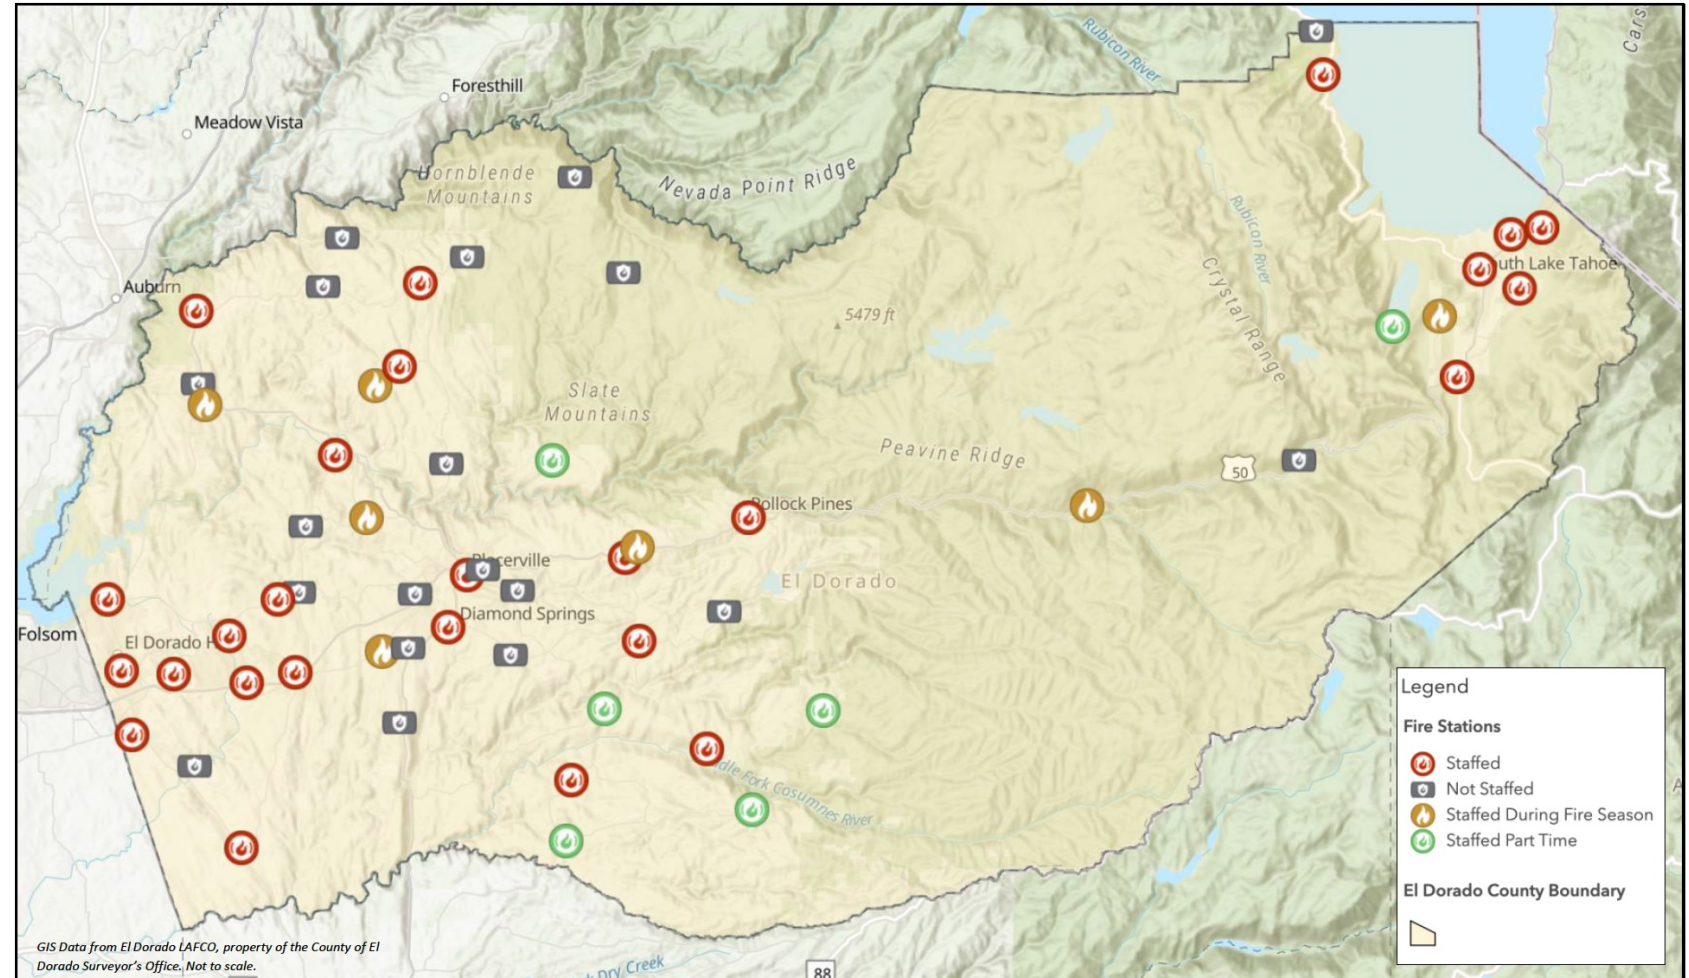 Cars
Rubicon River
Foresthill
Meadow Vista
Hornblende
Mountains
Nevada Point Ridge
Rubicon River
uth Lake Tahoe
Auburn
Crystal Range
5479 ft
Slate
Mountains
Peavine Ridge
50
Pollock Pines
Placerville
El Dorado
Diamond Springs
Folsom
El Dorado H
dle Fork Cosumnes River
Legend
Fire Stations
Staffed
Not Staffed
Staffed During Fire Season
Staffed Part Time
El Dorado County Boundary
GIS Data from El Dorado LAFCO, property of the County of El
Dorado Surveyor's Office. Not to scale.
Dry Creek
88